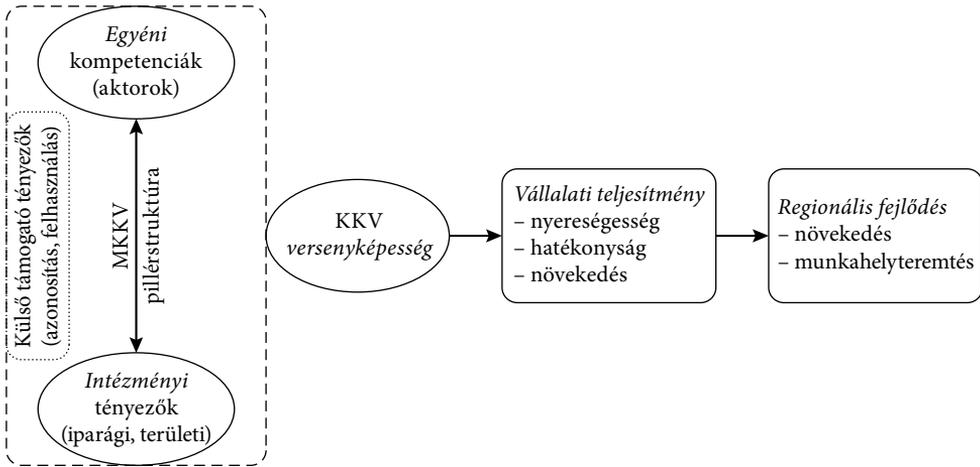 Egyéni
kompetenciák
(aktorok)
Külső támogató tényezők
(azonosítás, felhasználás)
MKKV
pillérstruktúra
Intézményi
tényezők
(iparági, területi)
KKV
versenyképesség
Vállalati teljesítmény
– nyereségesség
– hatékonyság
– növekedés
Regionális fejlődés
– növekedés
– munkahelyteremtés